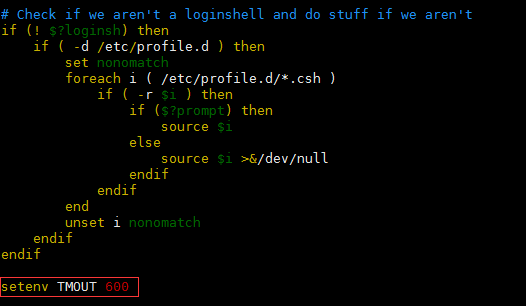 # Check if we aren't a loginshell and do stuff if we aren't
if (! $?loginsh) then
    if ( -d /etc/profile.d ) then
        set nonomatch
        foreach i ( /etc/profile.d/*.csh )
            if ( -r $i ) then
                if ($?prompt) then
                    source $i
                else
                    source $i >&/dev/null
                endif
            endif
        end
        unset i nonomatch
    endif
endif
setenv TMOUT 600